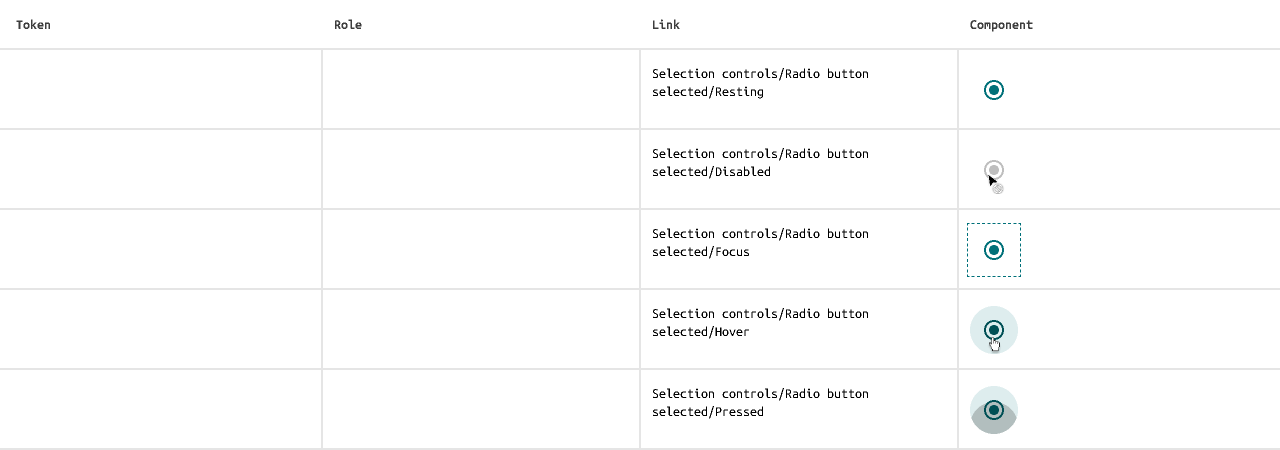 Token Role Link Component
Selection controls/Radio button
selected/Resting
Selection controls/Radio button
selected/Disabled
Selection controls/Radio button
selected/Focus
Selection controls/Radio button
selected/Hover
Selection controls/Radio button
selected/Pressed